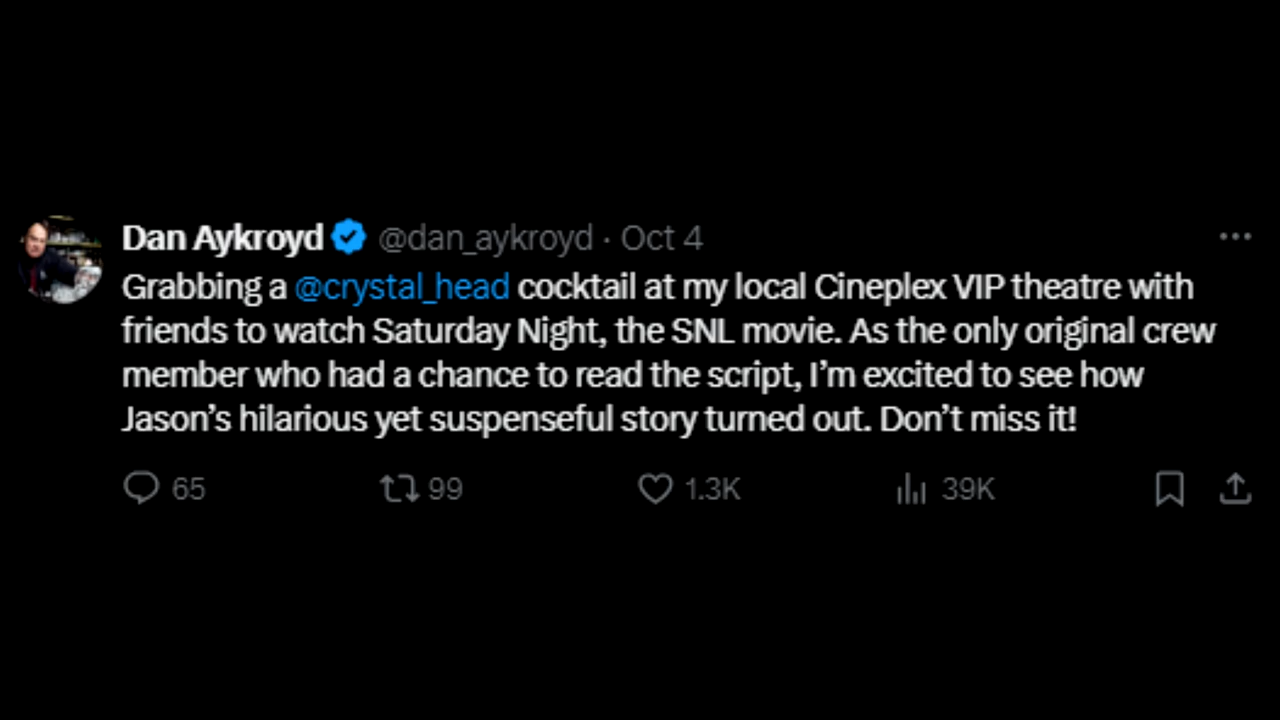 Dan Aykroyd @dan_aykroyd · Oct 4
Grabbing a @crystal_head cocktail at my local Cineplex VIP theatre with
friends to watch Saturday Night, the SNL movie. As the only original crew
member who had a chance to read the script, I’m excited to see how
Jason’s hilarious yet suspenseful story turned out. Don’t miss it!
65 99 1.3K 39K